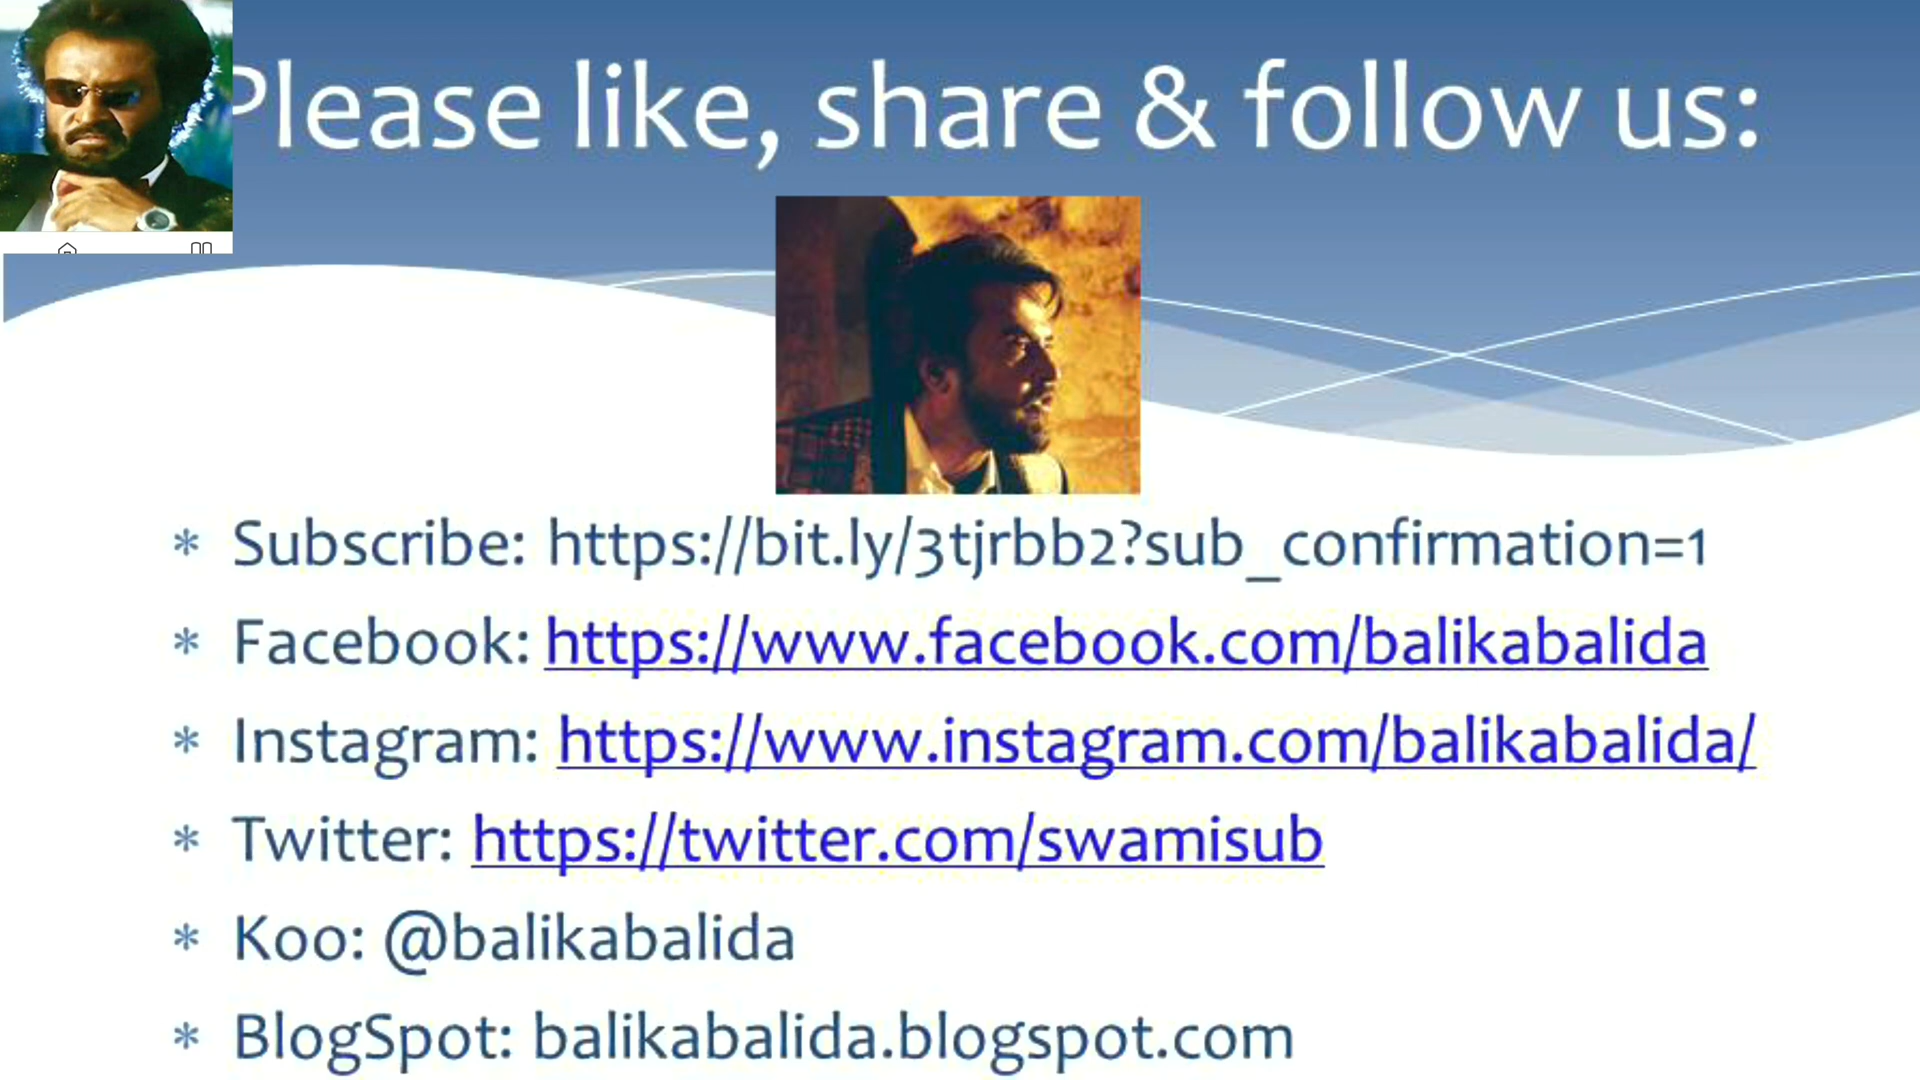 Please like, share & follow us:
* Subscribe: https://bit.ly/3tjrbb2?sub_confirmation=1
* Facebook: https://www.facebook.com/balikabalida
* Instagram: https://www.instagram.com/balikabalida/
* Twitter: https://twitter.com/swamisub
* Koo: @balikabalida
* BlogSpot: balikabalida.blogspot.com